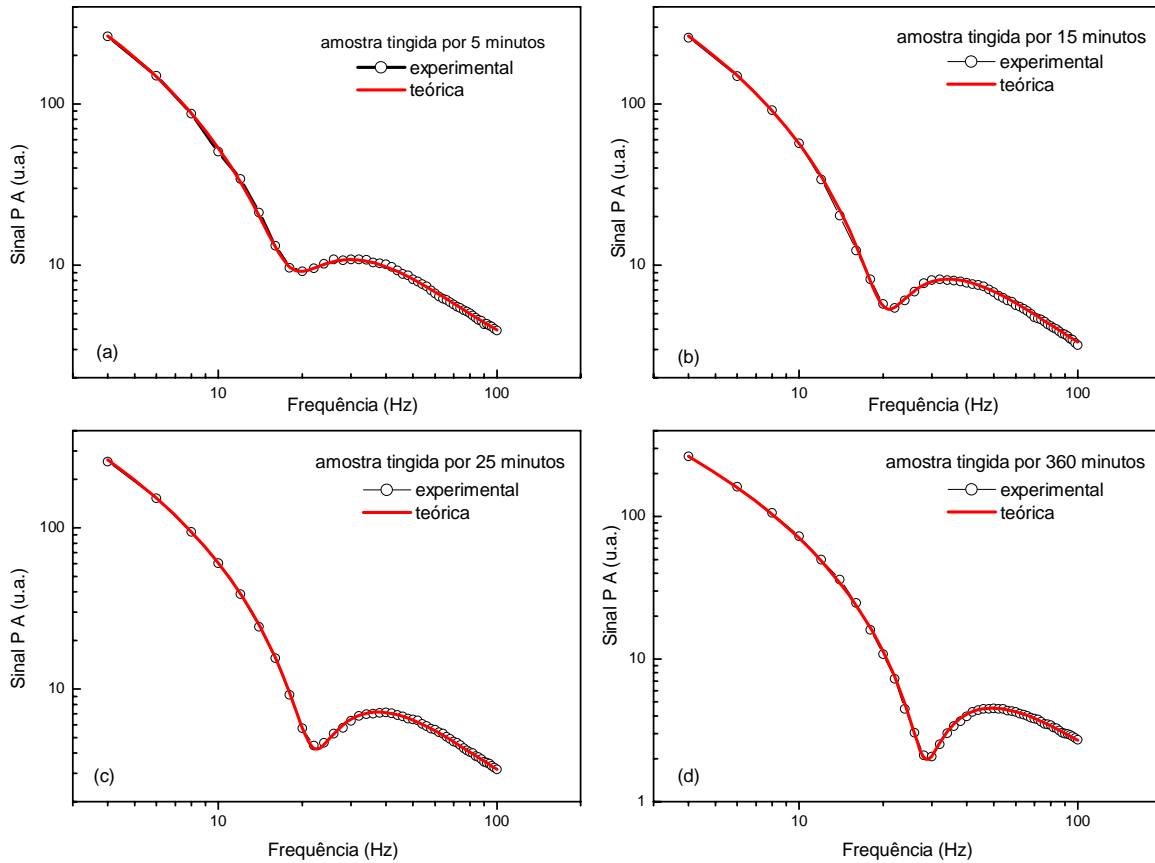 amostra tingida por 5 minutos
experimental
teórica
100
10
Sinal P A (u.a.)
(a)
10
100
Frequência (Hz)
amostra tingida por 15 minutos
experimental
teórica
100
10
Sinal P A (u.a.)
(b)
10
100
Frequência (Hz)
amostra tingida por 25 minutos
experimental
teórica
100
10
Sinal P A (u.a.)
(c)
10
100
Frequência (Hz)
amostra tingida por 360 minutos
experimental
teórica
100
10
1
Sinal P A (u.a.)
(d)
10
100
Frequência (Hz)